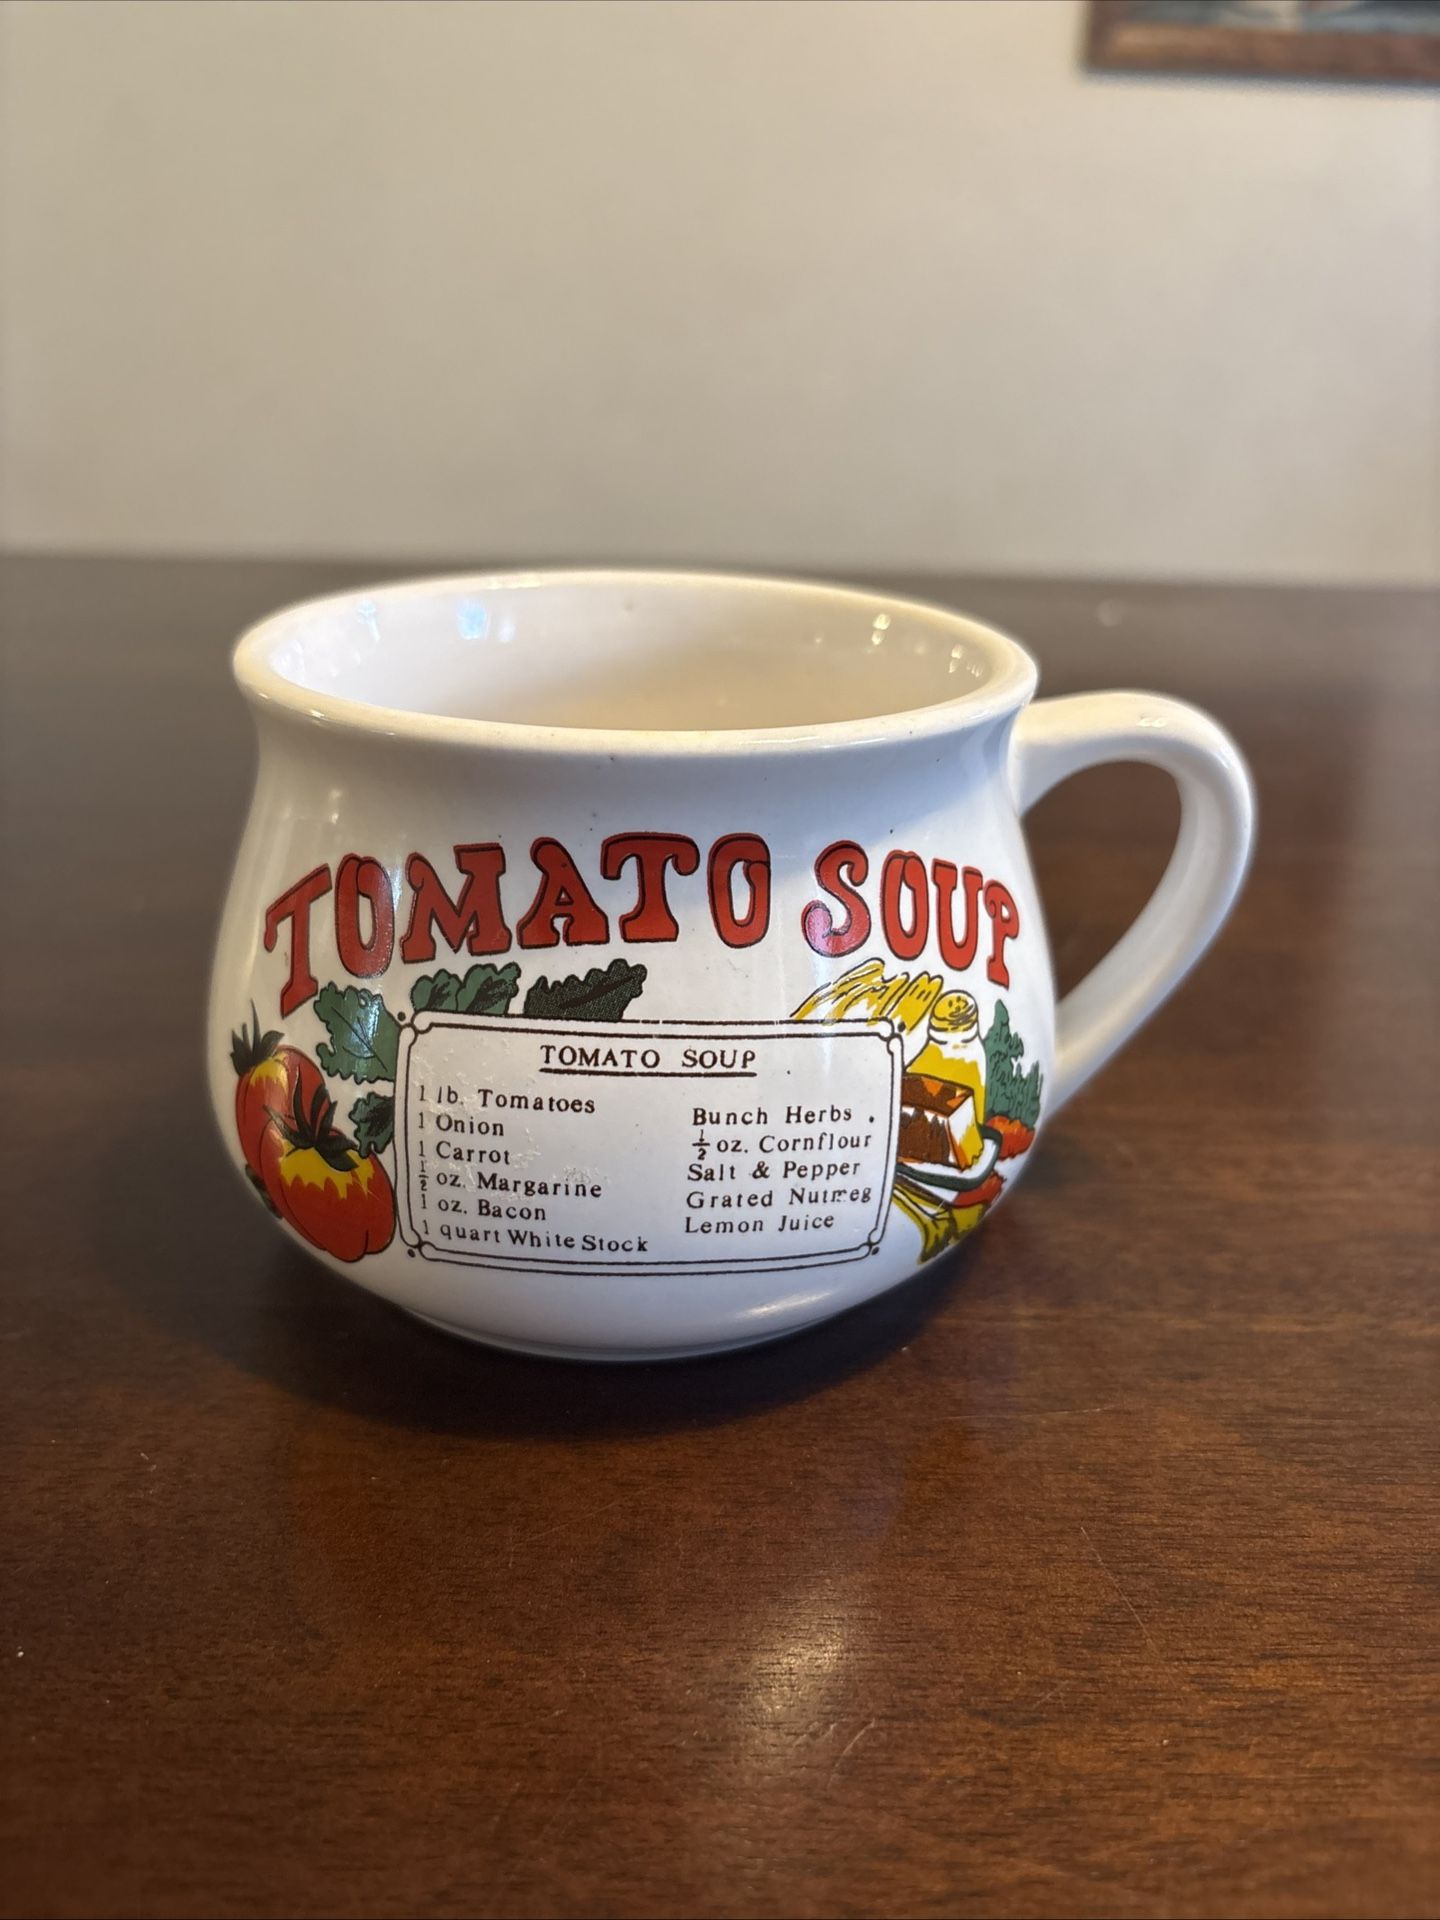 TOMATO SOUP
TOMATO SOUP
1 lb. Tomatoes
1 Onion
1 Carrot
½ oz. Margarine
1 oz. Bacon
1 quart White Stock
Bunch Herbs .
½ oz. Cornflour
Salt & Pepper
Grated Nutmeg
Lemon Juice